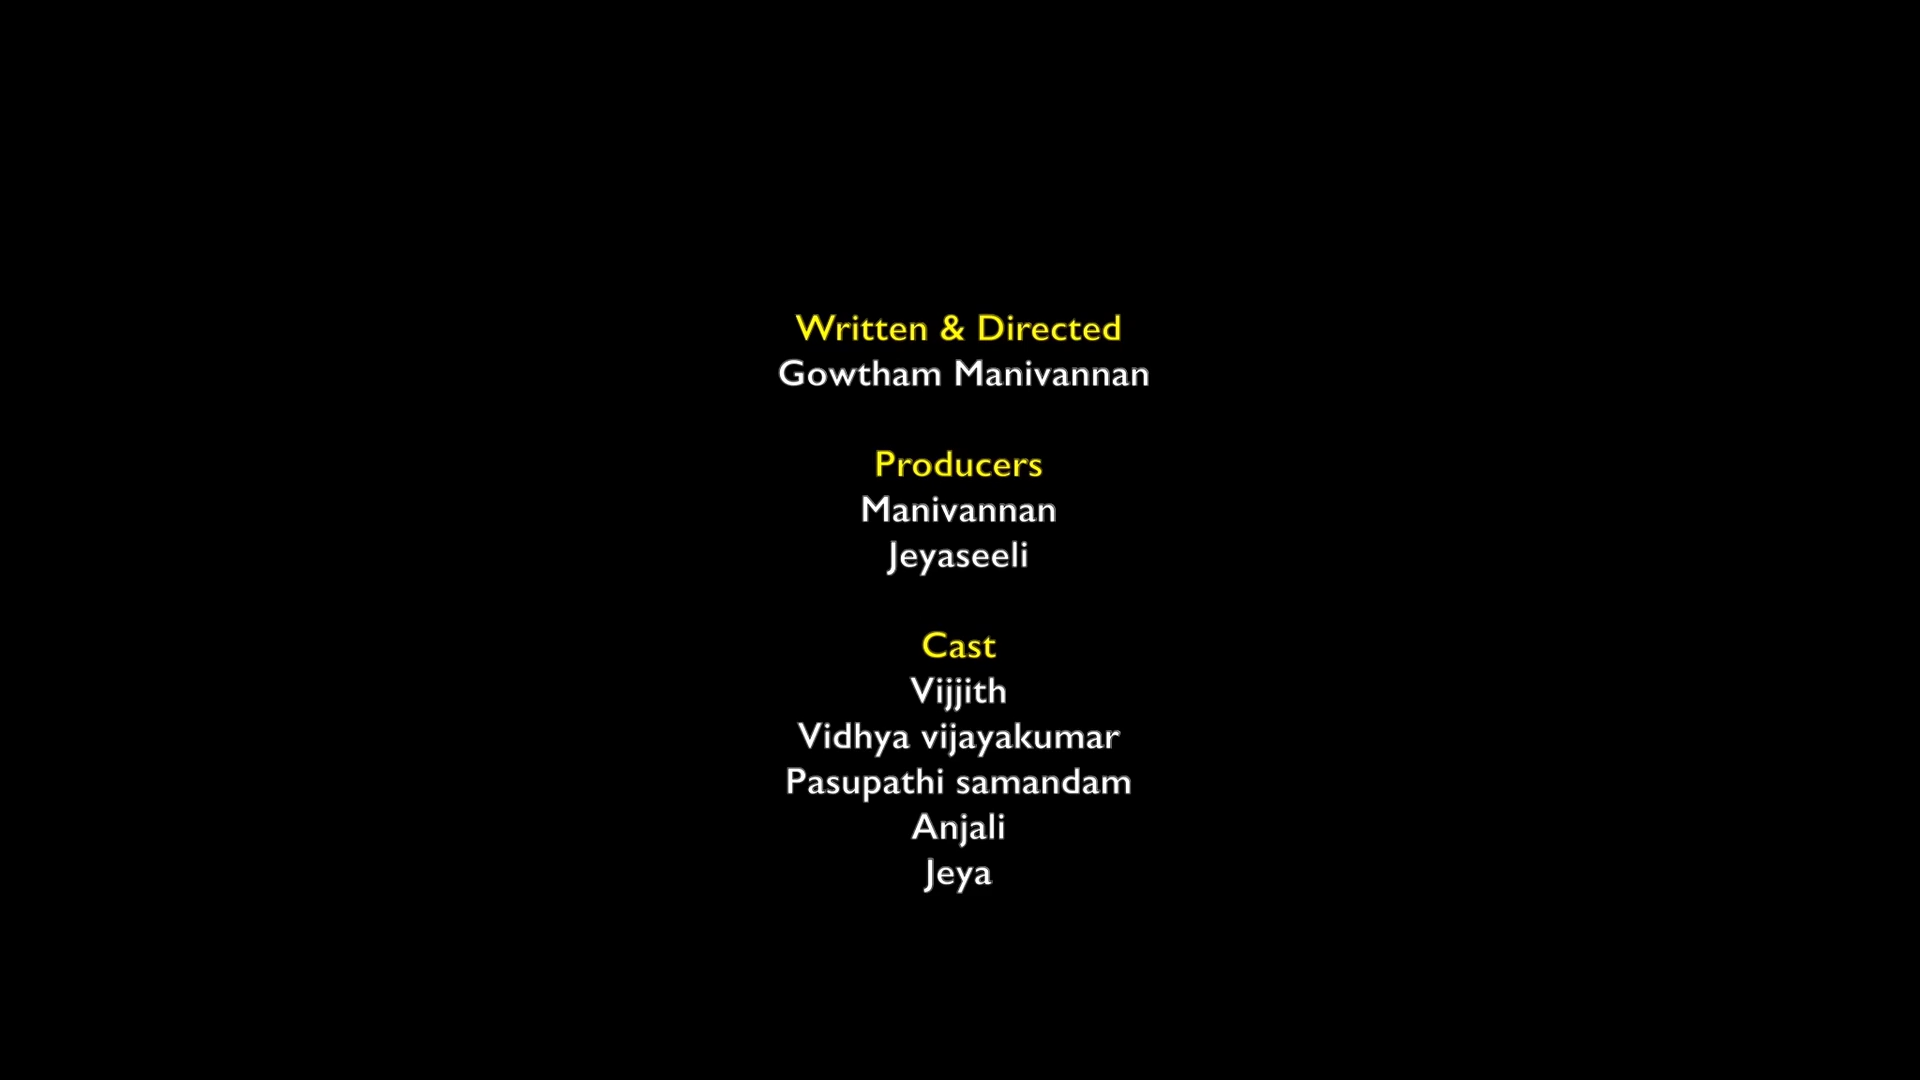 Written & Directed
Gowtham Manivannan
Producers
Manivannan
Jeyaseeli
Cast
Vijjith
Vidhya vijayakumar
Pasupathi samandam
Anjali
Jeya